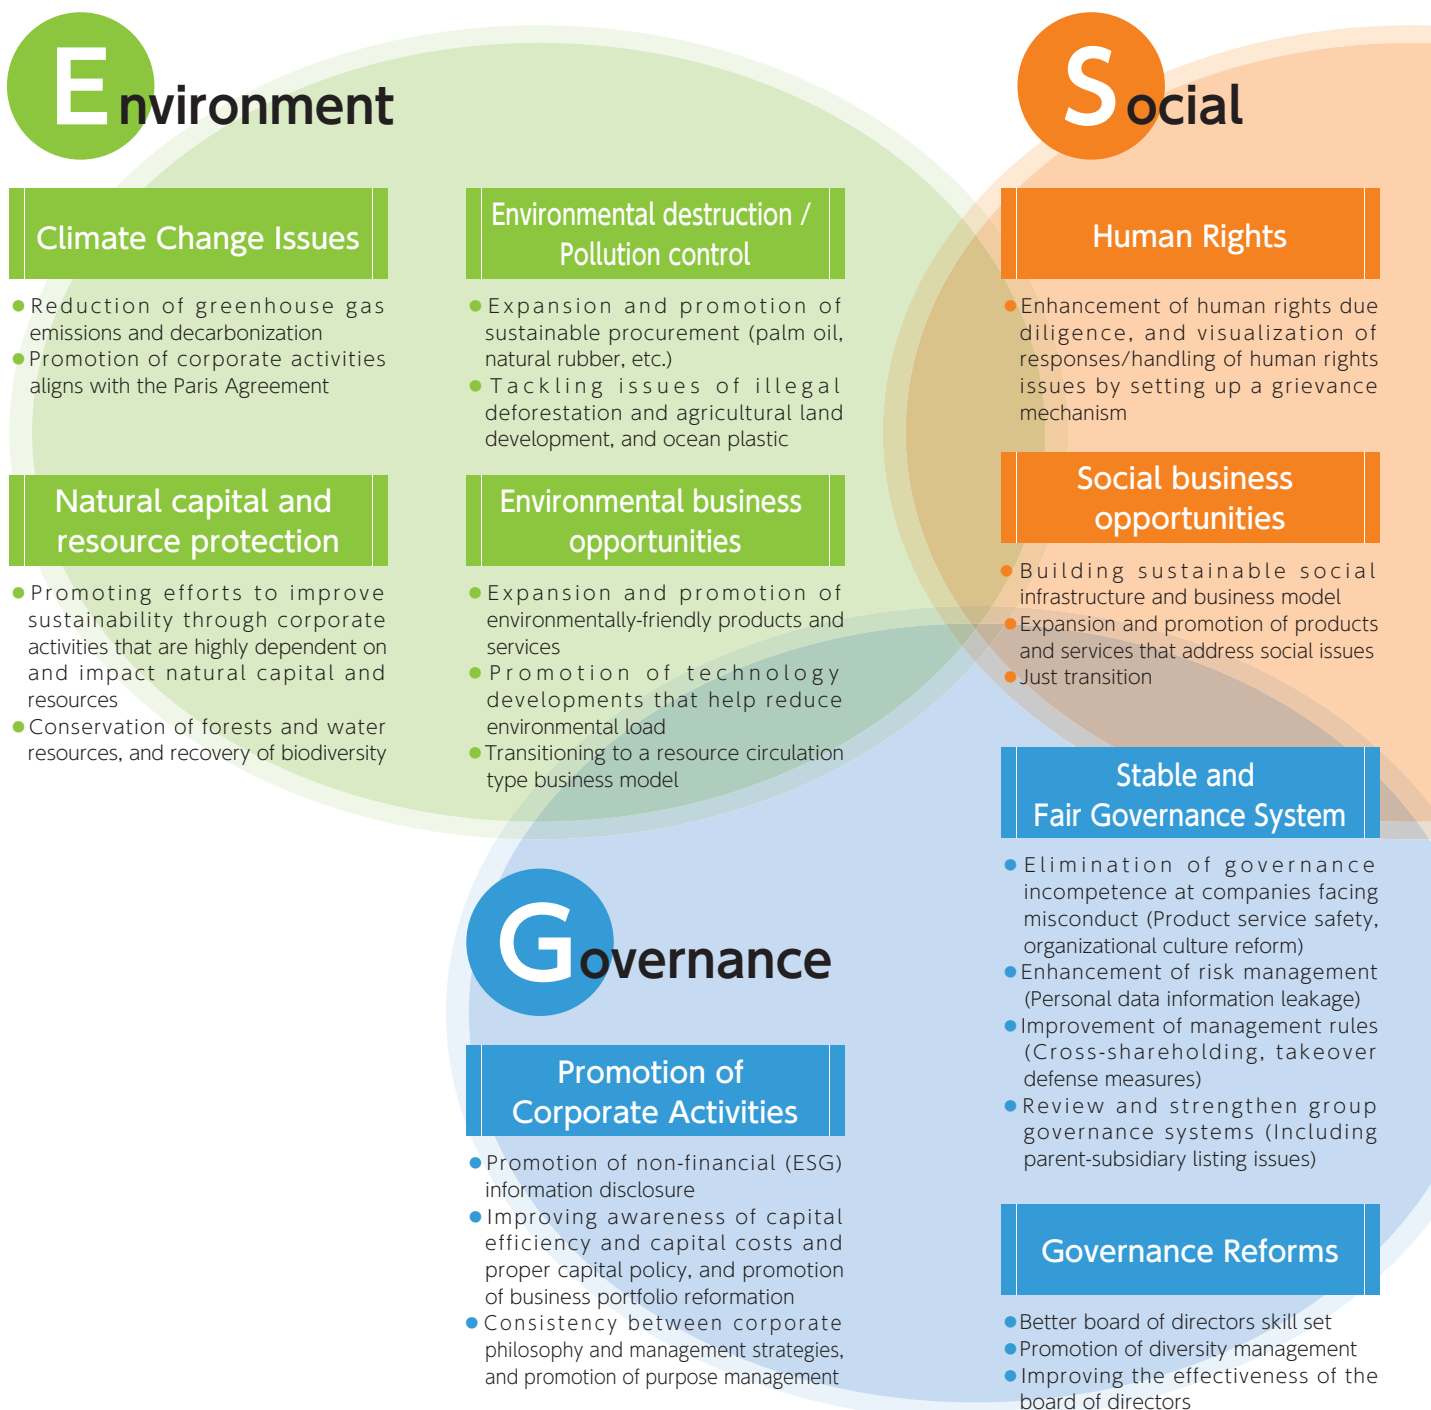 Environment
Climate Change Issues
●Reduction of greenhouse gas
emissions and decarbonization
●Promotion of corporate activities
aligns with the Paris Agreement
Natural capital and
resource protection
●Promoting efforts to improve
sustainability through corporate
activities that are highly dependent on
and impact natural capital and
resources
●Conservation of forests and water
resources, and recovery of biodiversity
Environmental destruction /
Pollution control
●Expansion and promotion of
sustainable procurement (palm oil,
natural rubber, etc.)
●Tackling issues of illegal
deforestation and agricultural land
development, and ocean plastic
Environmental business
opportunities
●Expansion and promotion of
environmentally-friendly products and
services
●Promotion of technology
developments that help reduce
environmental load
●Transitioning to a resource circulation
type business model
Social
Human Rights
●Enhancement of human rights due
diligence, and visualization of
responses/handling of human rights
issues by setting up a grievance
mechanism
Social business
opportunities
●Building sustainable social
infrastructure and business model
●Expansion and promotion of products
and services that address social issues
●Just transition
Governance
Promotion of
Corporate Activities
●Promotion of non-financial (ESG)
information disclosure
●Improving awareness of capital
efficiency and capital costs and
proper capital policy, and promotion
of business portfolio reformation
●Consistency between corporate
philosophy and management strategies,
and promotion of purpose management
Stable and
Fair Governance System
●Elimination of governance
incompetence at companies facing
misconduct (Product service safety,
organizational culture reform)
●Enhancement of risk management
(Personal data information leakage)
●Improvement of management rules
(Cross-shareholding, takeover
defense measures)
●Review and strengthen group
governance systems (Including
parent-subsidiary listing issues)
Governance Reforms
●Better board of directors skill set
●Promotion of diversity management
●Improving the effectiveness of the
board of directors